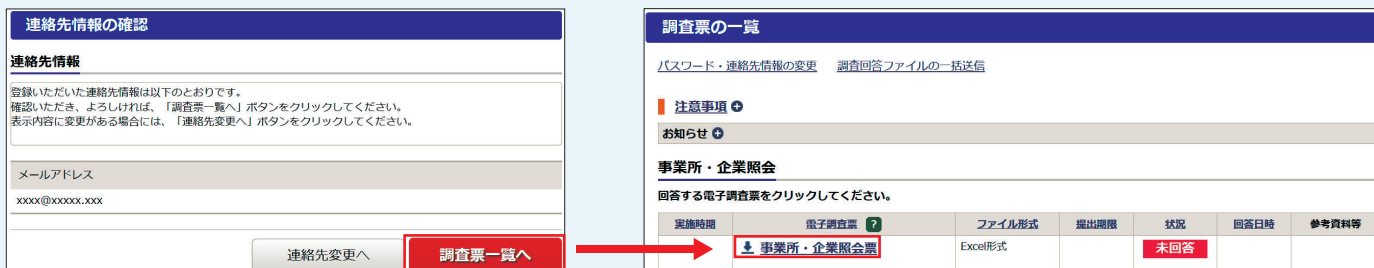 連絡先情報の確認
連絡先情報
登録いただいた連絡先情報は以下のとおりです。
確認いただき、よろしければ、「調査票一覧へ」ボタンをクリックしてください。
表示内容に変更がある場合には、「連絡先変更へ」ボタンをクリックしてください。
メールアドレス
xxxx@xxxxx.xxx
連絡先変更へ
調査票一覧へ
調査票の一覧
パスワード・連絡先情報の変更 調査回答ファイルの一括送信
注意事項
お知らせ
事業所・企業照会
回答する電子調査票をクリックしてください。
実施時期 電子調査票 ? ファイル形式 提出期限 状況 回答日時 参考資料等
事業所・企業照会票 Excel形式 未回答